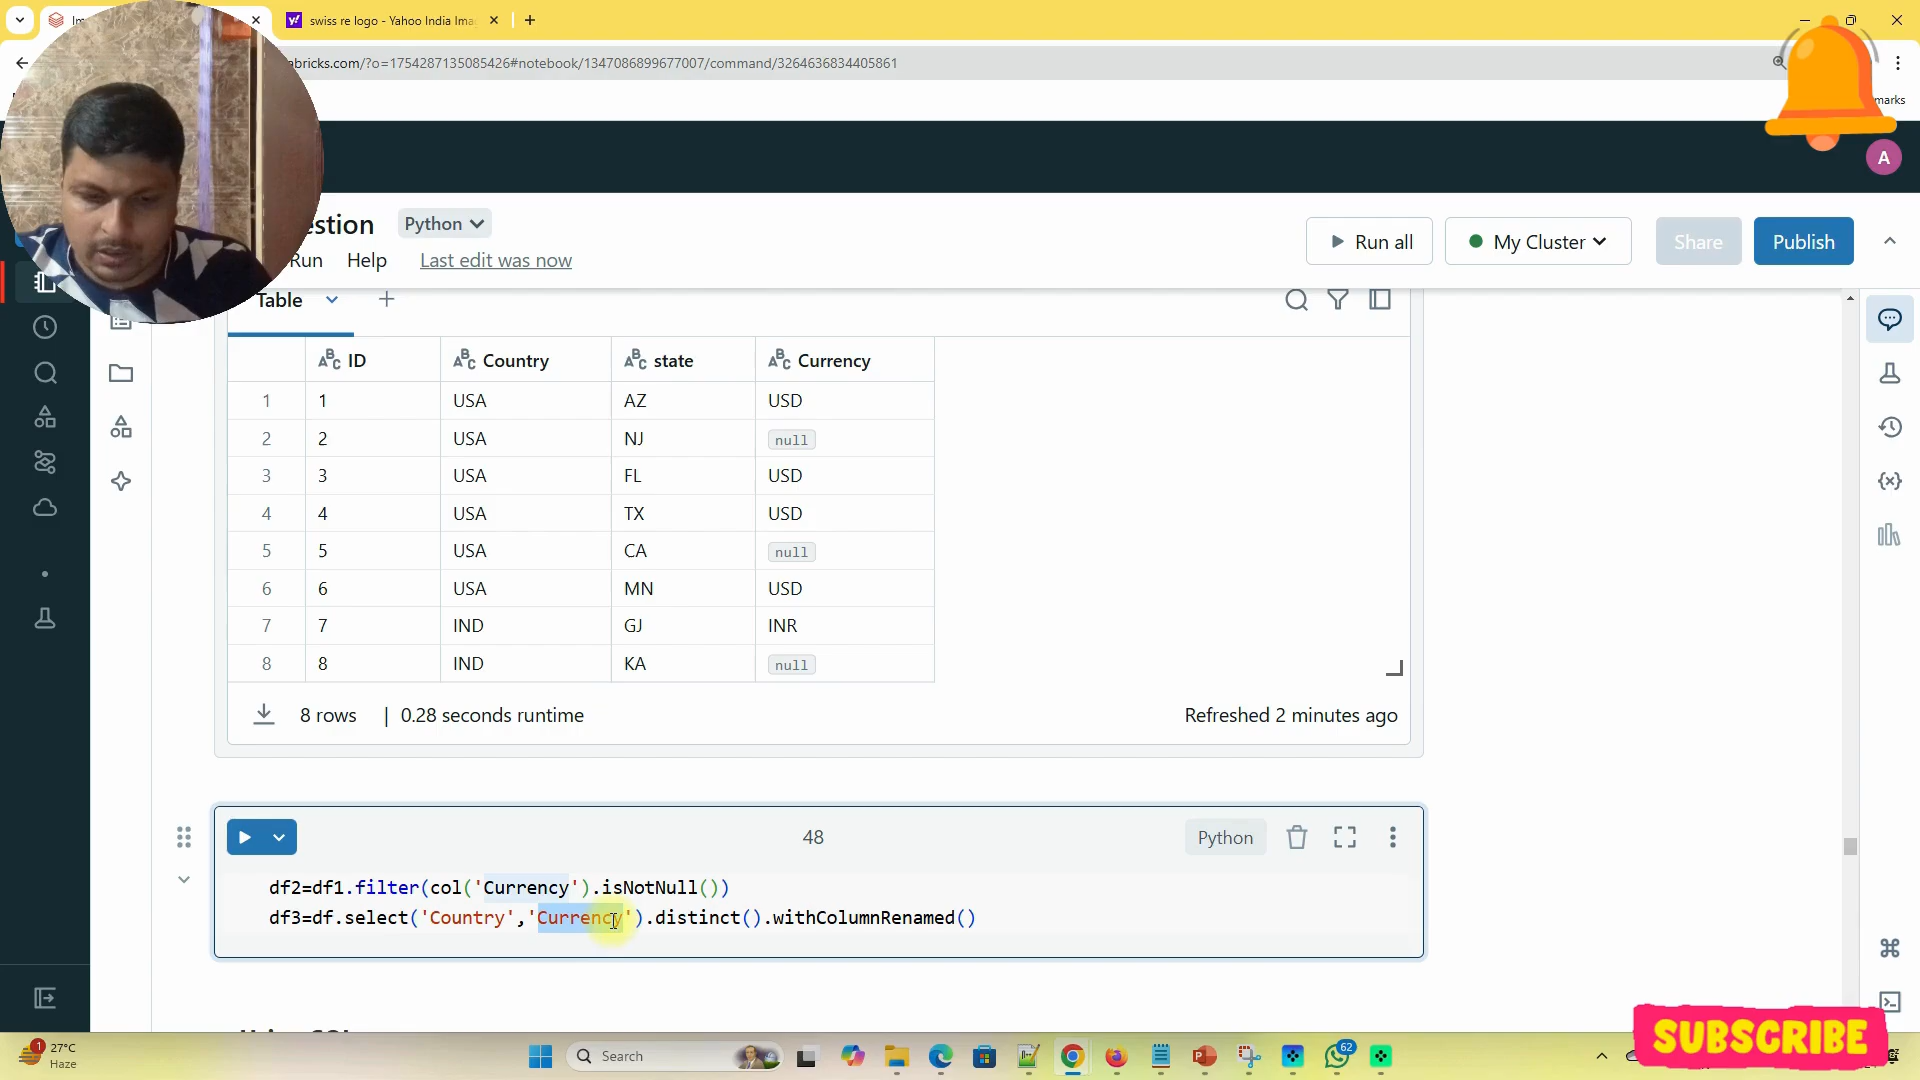 swiss re logo - Yahoo India Ima
abricks.com/?o=1754287135085426#notebook/1347086899677007/command/3264636834405861
marks
A
estion
Python
Run all
My Cluster
Share
Publish
Run
Help
Last edit was now
Table
ID Country state Currency
1 1 USA AZ USD
2 2 USA NJ null
3 3 USA FL USD
4 4 USA TX USD
5 5 USA CA null
6 6 USA MN USD
7 7 IND GJ INR
8 8 IND KA null
8 rows | 0.28 seconds runtime
Refreshed 2 minutes ago
48
Python
df2=df1.filter(col('Currency').isNotNull())
df3=df.select('Country','Currency').distinct().withColumnRenamed()
SUBSCRIBE
1
27°C
Haze
Search
62